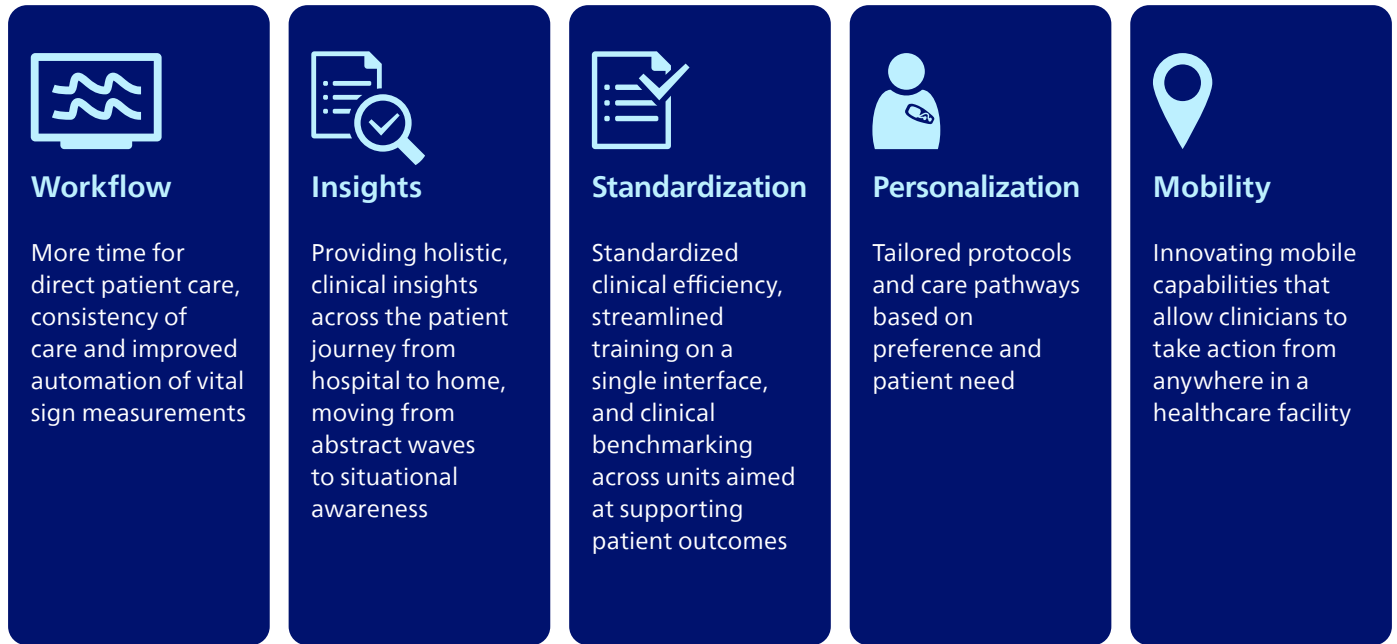 Workflow
More time for
direct patient care,
consistency of
care and improved
automation of vital
sign measurements
Insights
Providing holistic,
clinical insights
across the patient
journey from
hospital to home,
moving from
abstract waves
to situational
awareness
Standardization
Standardized
clinical efficiency,
streamlined
training on a
single interface,
and clinical
benchmarking
across units aimed
at supporting
patient outcomes
Personalization
Tailored protocols
and care pathways
based on
preference and
patient need
Mobility
Innovating mobile
capabilities that
allow clinicians to
take action from
anywhere in a
healthcare facility